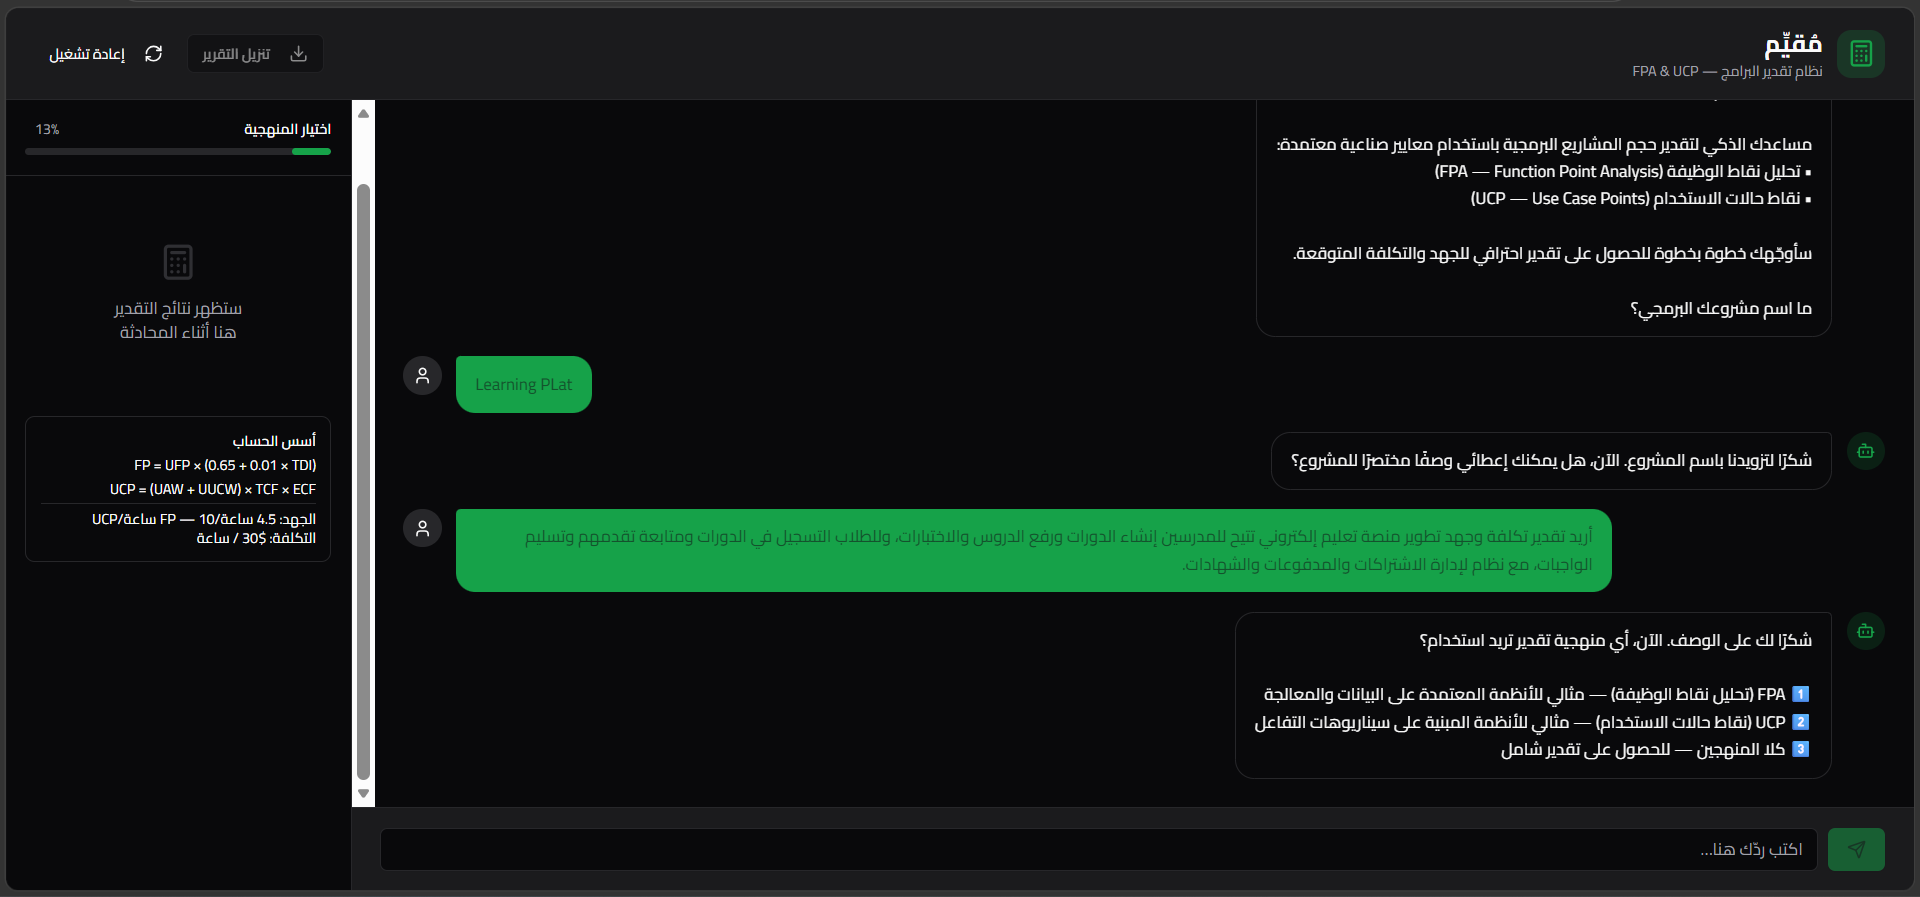 مُقيِّم
نظام تقدير البرامج — FPA & UCP
تنزيل التقرير
إعادة تشغيل
مساعدك الذكي لتقدير حجم المشاريع البرمجية باستخدام معايير صناعية معتمدة:
▪ تحليل نقاط الوظيفة (FPA — Function Point Analysis)
▪ نقاط حالات الاستخدام (UCP — Use Case Points)
سأوجّهك خطوة بخطوة للحصول على تقدير احترافي للجهد والتكلفة المتوقعة.
ما اسم مشروعك البرمجي؟
Learning PLat
شكرًا لتزويدنا باسم المشروع. الآن، هل يمكنك إعطائي وصفًا مختصرًا للمشروع؟
أريد تقدير تكلفة وجهد تطوير منصة تعليم إلكتروني تتيح للمدرسين إنشاء الدورات ورفع الدروس والاختبارات، وللطلاب التسجيل في الدورات ومتابعة تقدمهم وتسليم
الواجبات، مع نظام لإدارة الاشتراكات والمدفوعات والشهادات.
شكرًا لك على الوصف. الآن، أي منهجية تقدير تريد استخدام؟
1️⃣ FPA (تحليل نقاط الوظيفة) — مثالي للأنظمة المعتمدة على البيانات والمعالجة
2️⃣ UCP (نقاط حالات الاستخدام) — مثالي للأنظمة المبنية على سيناريوهات التفاعل
3️⃣ كلا المنهجين — للحصول على تقدير شامل
اكتب ردّك هنا...
اختيار المنهجية
13%
ستظهر نتائج التقدير
هنا أثناء المحادثة
أسس الحساب
FP = UFP × (0.65 + 0.01 × TDI)
UCP = (UAW + UUCW) × TCF × ECF
الجهد: 4.5 ساعة/FP — 10 ساعة/UCP
التكلفة: $30 / ساعة